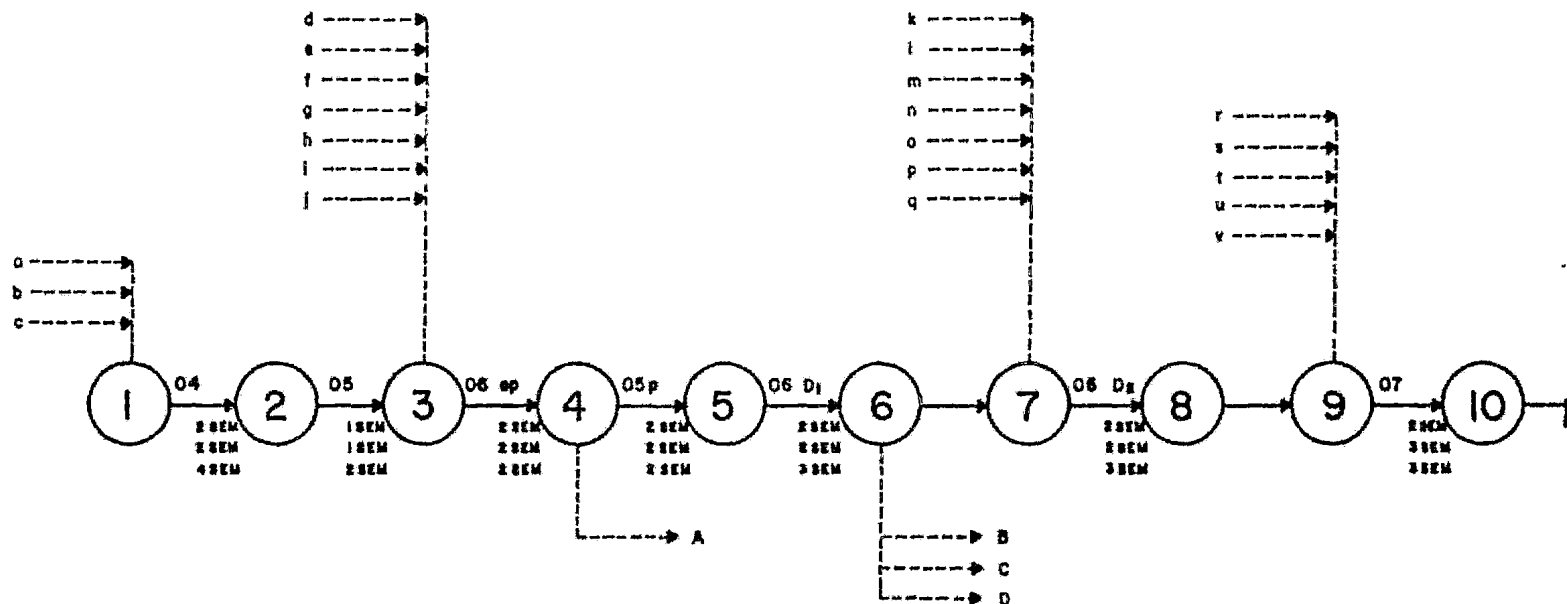 d
e
f
g
h
i
j
k
l
m
n
o
p
q
r
s
t
u
v
a
b
c
1 04 2 05 3 06 ep 4 05p 5 06 D1 6 7 06 D2 8 9 07 10
2 SEM 1 SEM 2 SEM 2 SEM 2 SEM 2 SEM 2 SEM
2 SEM 1 SEM 2 SEM 2 SEM 2 SEM 2 SEM 3 SEM
4 SEM 2 SEM 2 SEM 2 SEM 3 SEM 3 SEM 3 SEM
A
B
C
D